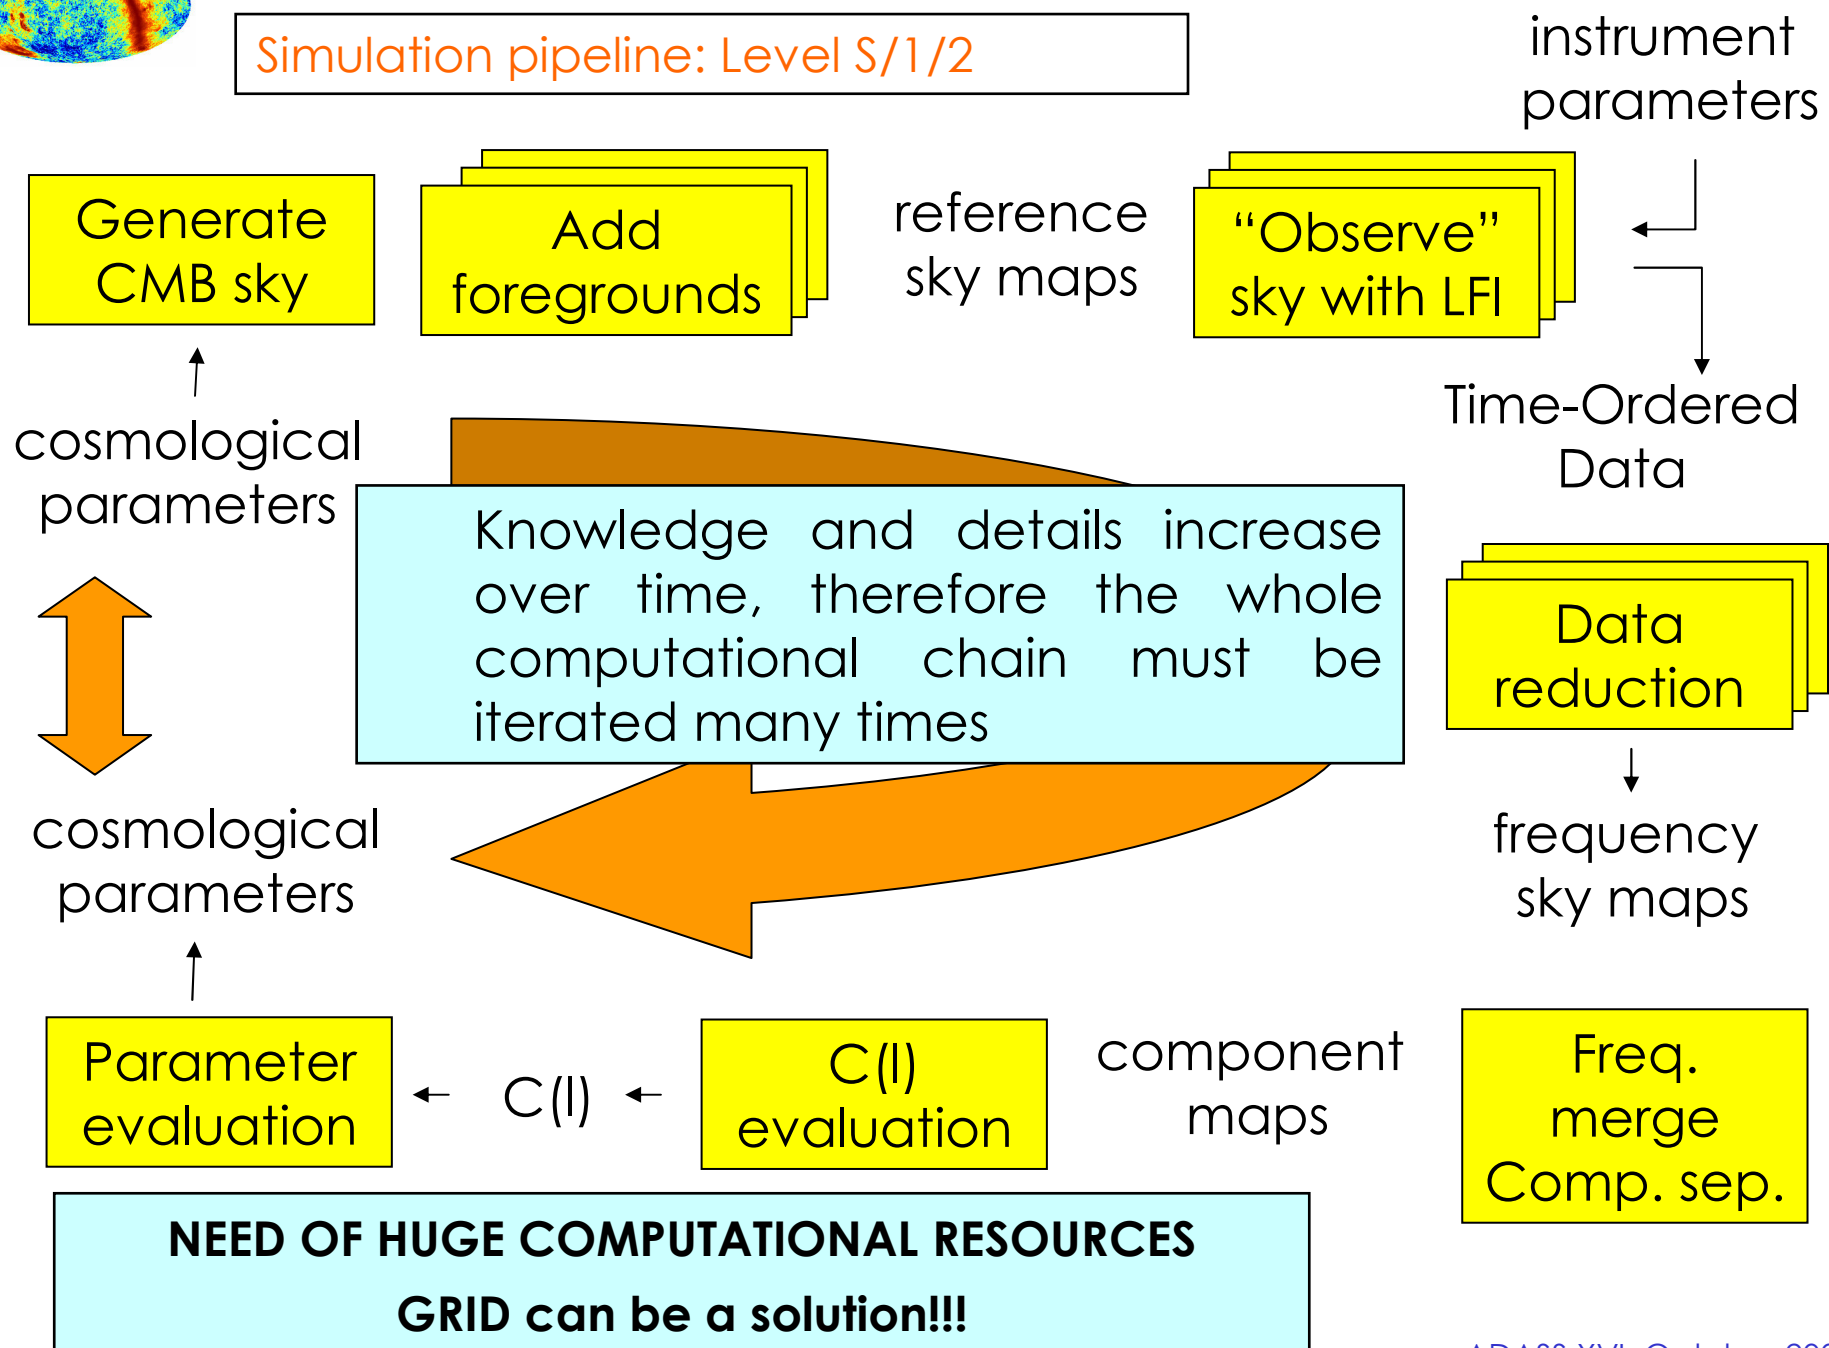 Simulation pipeline: Level S/1/2
instrument
parameters
Generate
CMB sky
Add
foregrounds
reference
sky maps
“Observe”
sky with LFI
cosmological
parameters
Time-Ordered
Data
Knowledge and details increase
over time, therefore the whole
computational chain must be
iterated many times
Data
reduction
cosmological
parameters
frequency
sky maps
Parameter
evaluation
C(l)
C(l)
evaluation
component
maps
Freq.
merge
Comp. sep.
NEED OF HUGE COMPUTATIONAL RESOURCES
GRID can be a solution!!!